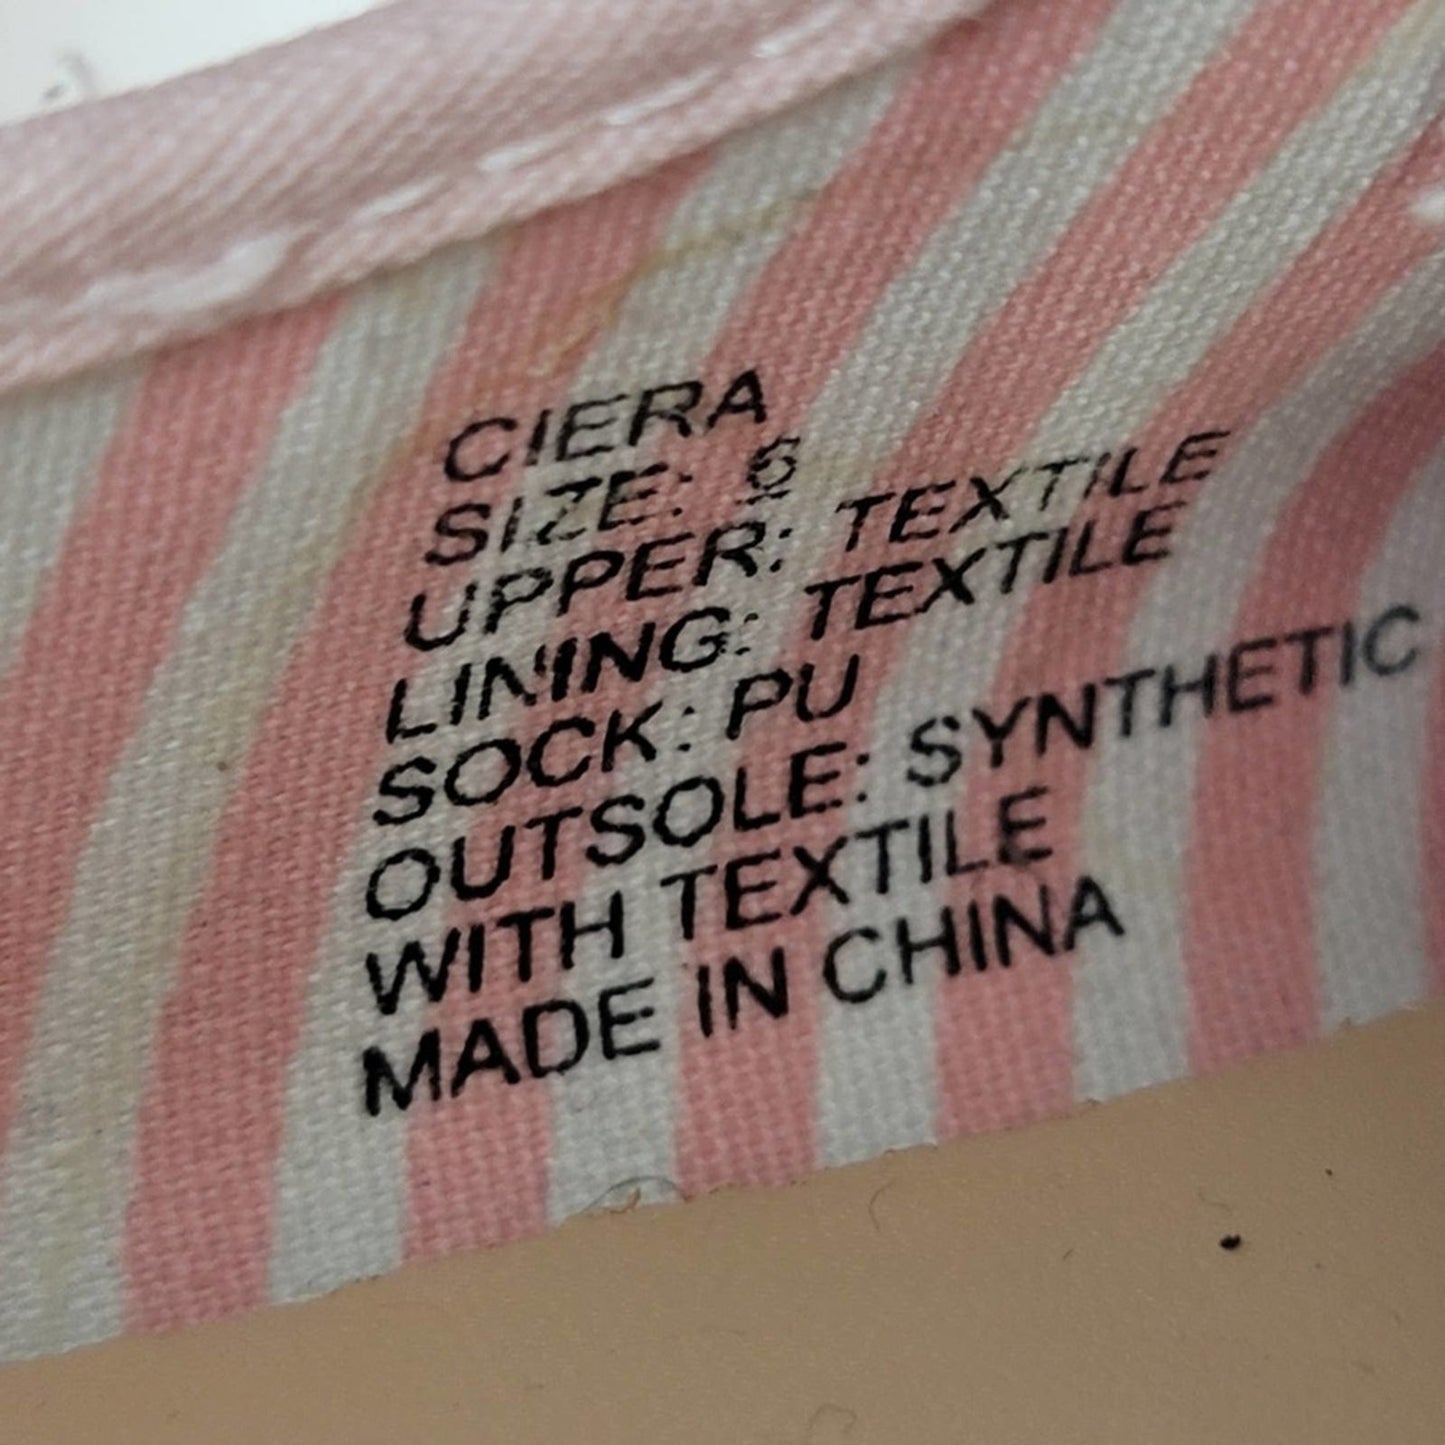 CIERA
SIZE: 6
UPPER: TEXTILE
LINING: TEXTILE
SOCK: PU
OUTSOLE: SYNTHETIC
WITH TEXTILE
MADE IN CHINA